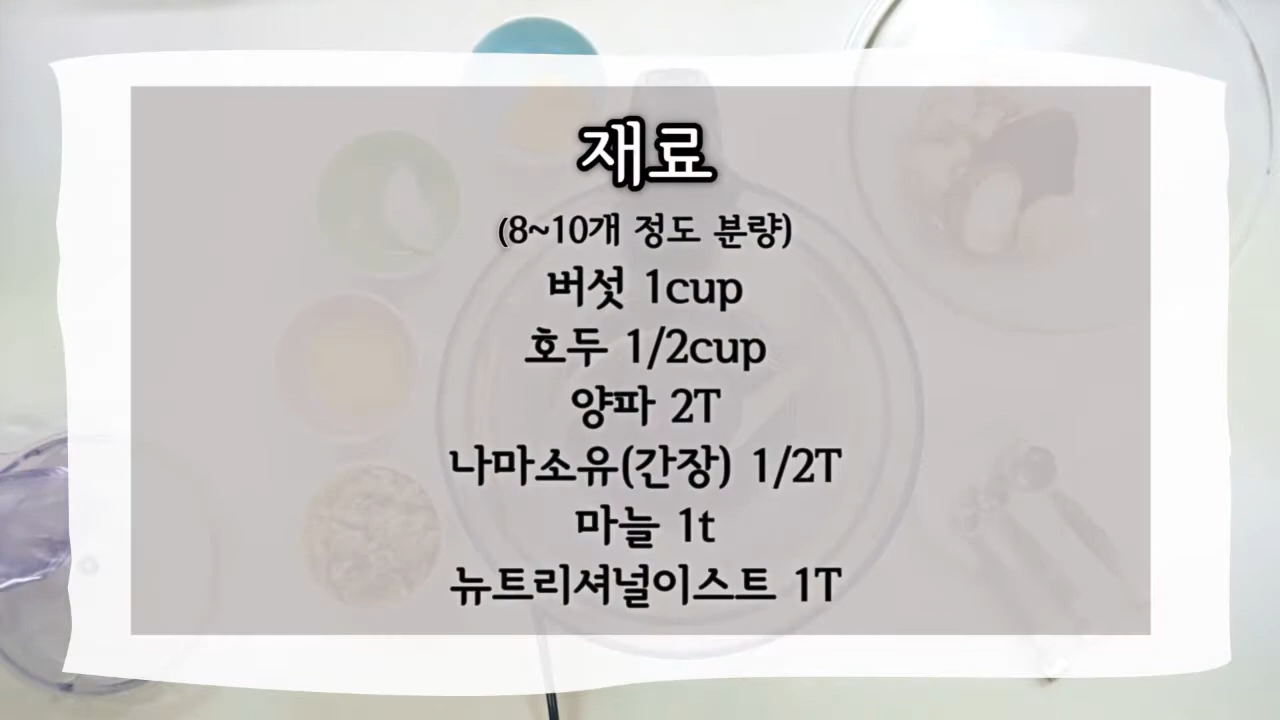 재료
(8~10개 정도 분량)
버섯 1cup
호두 1/2cup
양파 2T
나마소유(간장) 1/2T
마늘 1t
뉴트리셔널이스트 1T